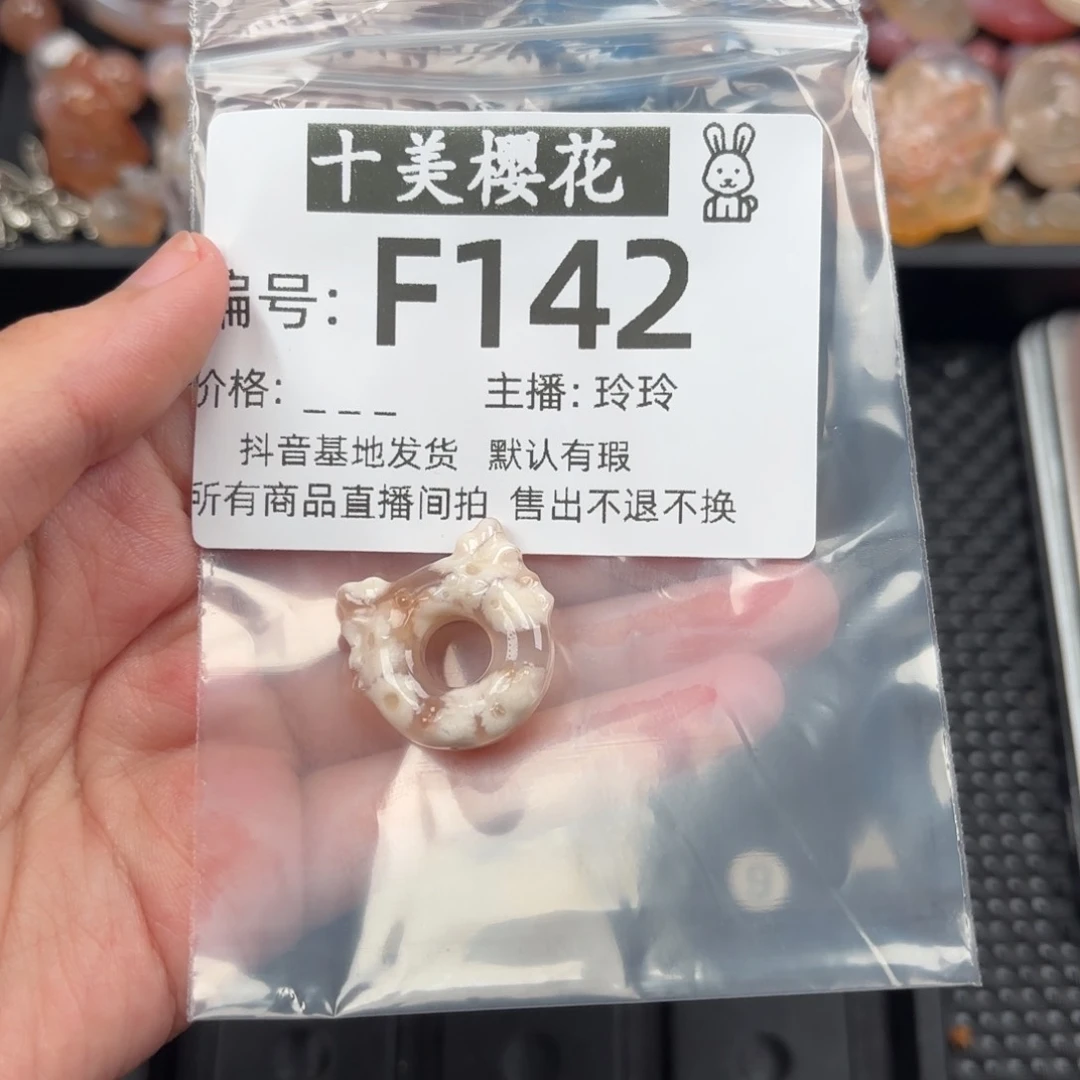 十美樱花
编号: F142
价格: _ _ _ 主播: 玲玲
抖音基地发货 默认有瑕
所有商品直播间拍 售出不退不换
9